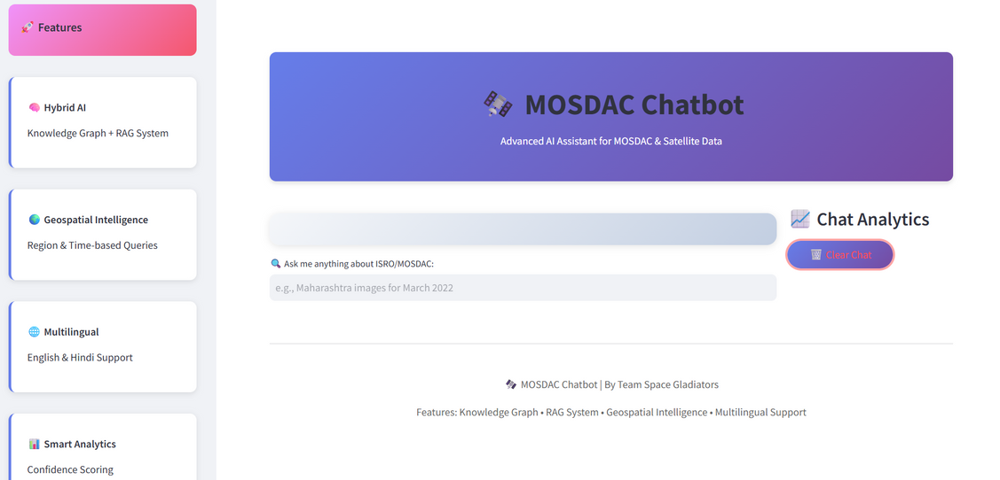 🚀 Features
🧠 Hybrid AI
Knowledge Graph + RAG System
🌍 Geospatial Intelligence
Region & Time-based Queries
🌐 Multilingual
English & Hindi Support
📊 Smart Analytics
Confidence Scoring
🛰️ MOSDAC Chatbot
Advanced AI Assistant for MOSDAC & Satellite Data
🔍 Ask me anything about ISRO/MOSDAC:
e.g., Maharashtra images for March 2022
📈 Chat Analytics
🗑️ Clear Chat
🛰️ MOSDAC Chatbot | By Team Space Gladiators
Features: Knowledge Graph • RAG System • Geospatial Intelligence • Multilingual Support